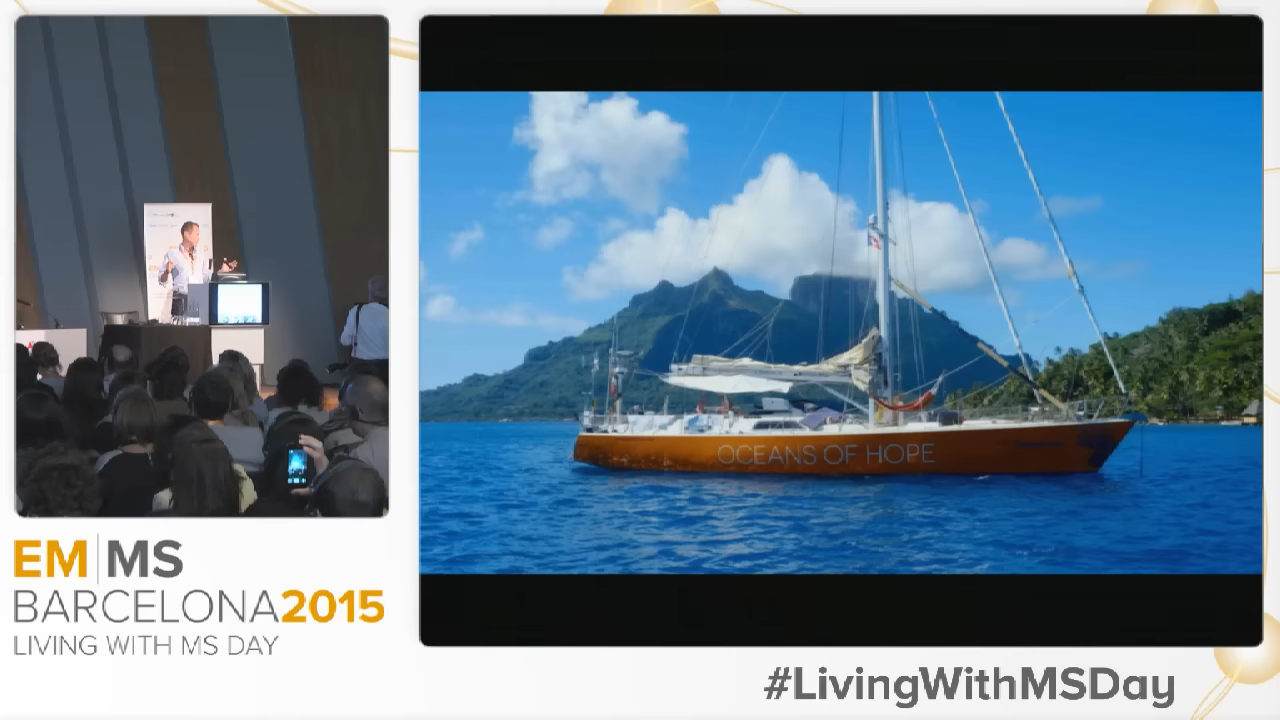 EM|MS
BARCELONA2015
LIVING WITH MS DAY
OCEANS OF HOPE
#LivingWithMSDay